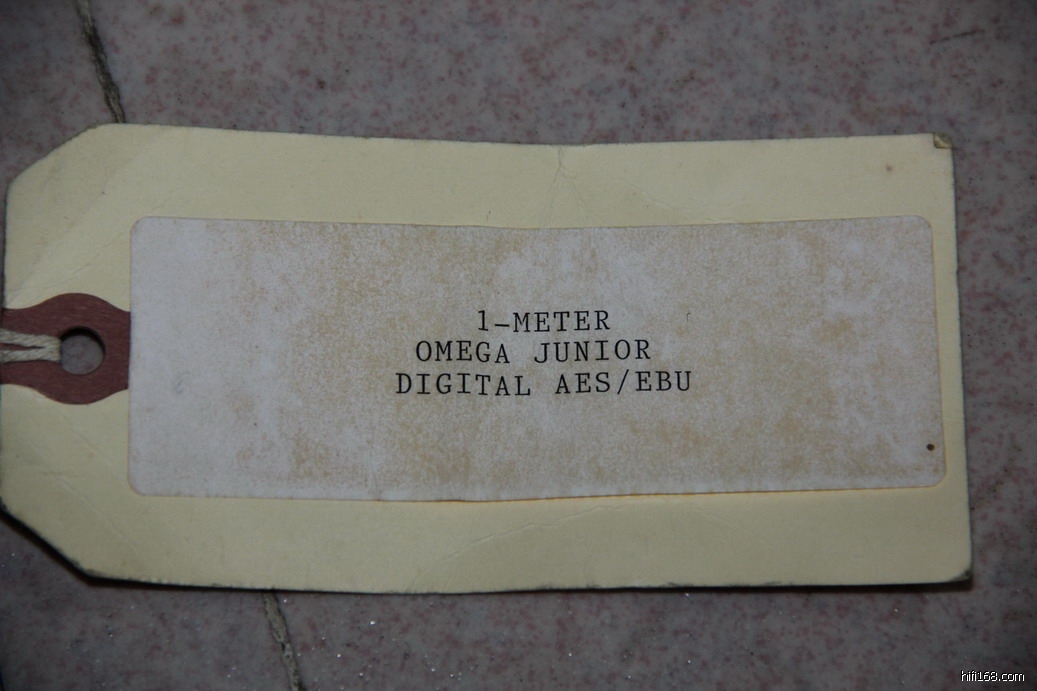 1-METER
OMEGA JUNIOR
DIGITAL AES/EBU
hifi168.com